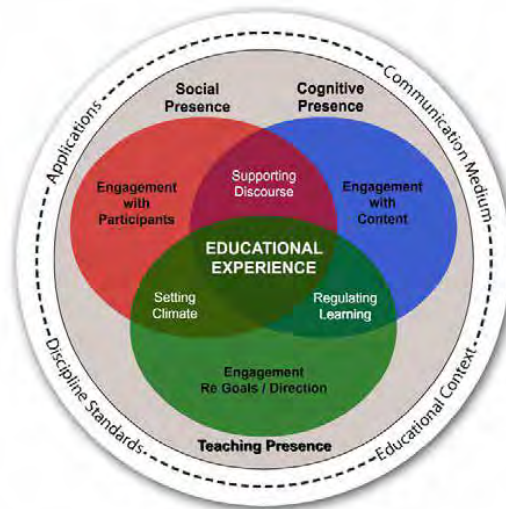 Applications
Communication Medium
Social
Presence
Cognitive
Presence
Supporting
Discourse
Engagement
with
Participants
Engagement
with
Content
EDUCATIONAL
EXPERIENCE
Setting
Climate
Regulating
Learning
Engagement
Re Goals / Direction
Teaching Presence
Discipline Standards
Educational Context